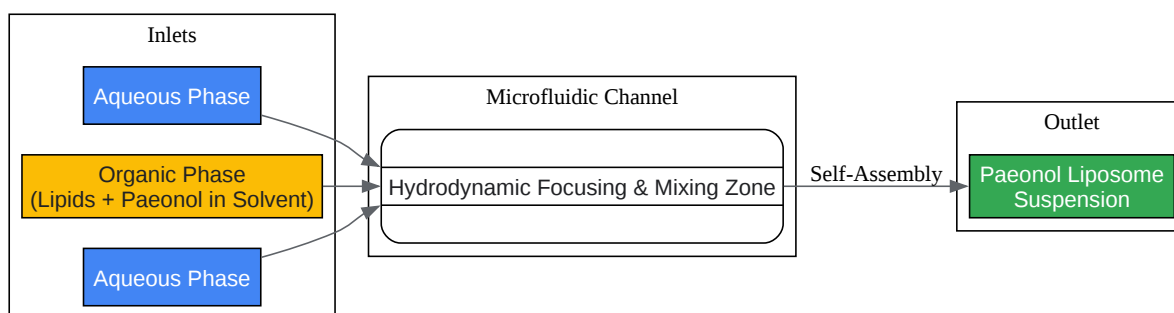 Inlets
Aqueous Phase
Organic Phase
(Lipids + Paeonol in Solvent)
Aqueous Phase
Microfluidic Channel
Hydrodynamic Focusing & Mixing Zone
Self-Assembly
Outlet
Paeonol Liposome
Suspension